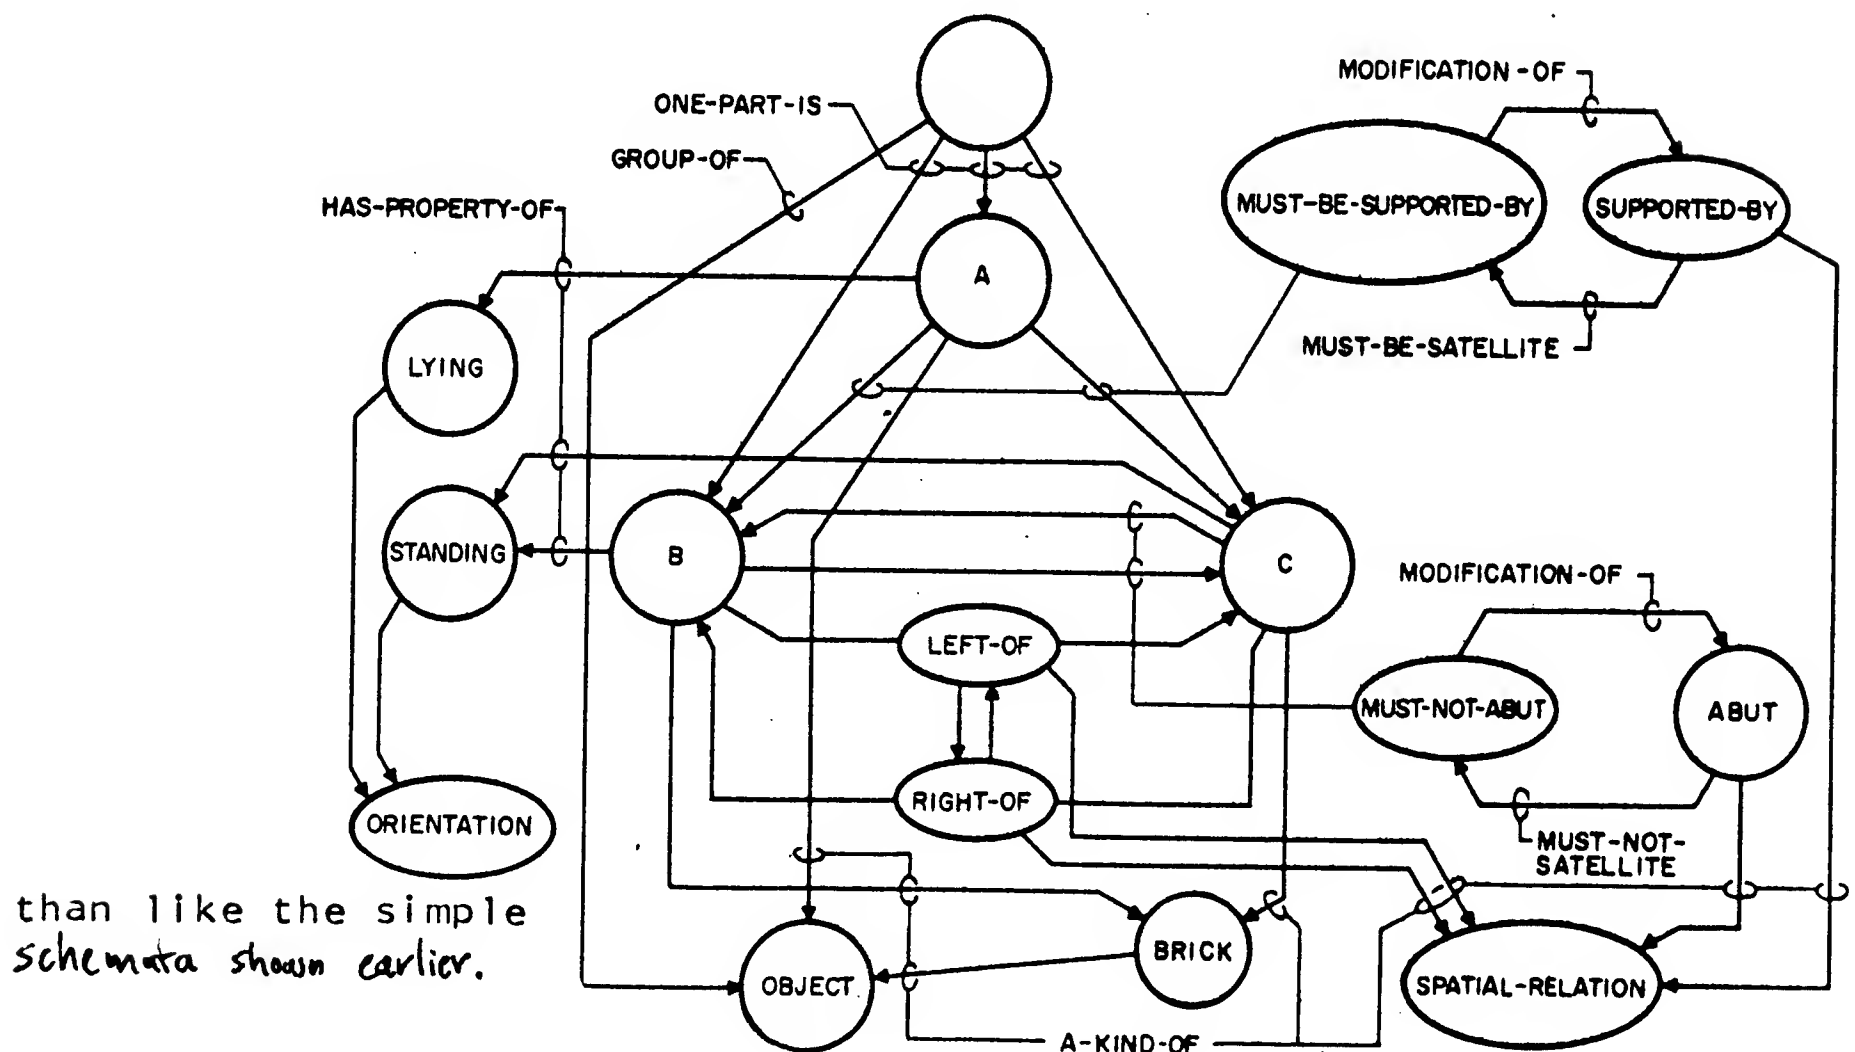 ONE-PART-IS
GROUP-OF
HAS-PROPERTY-OF
MODIFICATION-OF
MUST-BE-SUPPORTED-BY
SUPPORTED-BY
MUST-BE-SATELLITE
A
LYING
STANDING
B
C
MODIFICATION-OF
LEFT-OF
MUST-NOT-ABUT
ABUT
RIGHT-OF
ORIENTATION
MUST-NOT-
SATELLITE
than like the simple
schemata shown earlier.
BRICK
OBJECT
SPATIAL-RELATION
A-KIND-OF